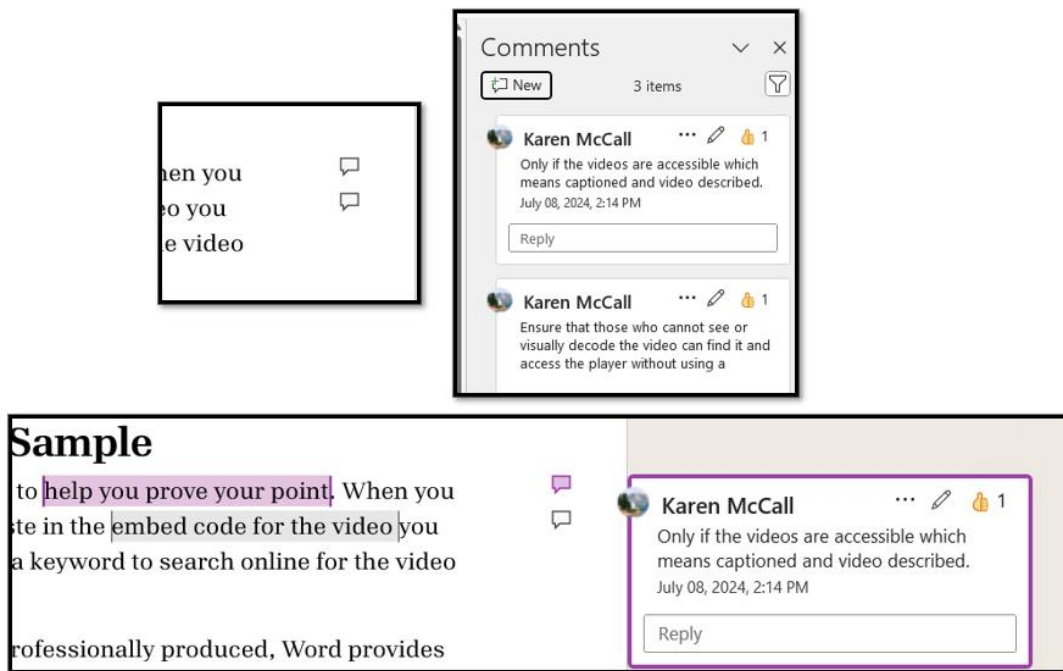 hen you
eo you
e video
Comments
New
3 items
Karen McCall
1
Only if the videos are accessible which
means captioned and video described.
July 08, 2024, 2:14 PM
Reply
Karen McCall
1
Ensure that those who cannot see or
visually decode the video can find it and
access the player without using a
Sample
to help you prove your point. When you
ste in the embed code for the video you
a keyword to search online for the video
rofessionally produced, Word provides
Karen McCall
1
Only if the videos are accessible which
means captioned and video described.
July 08, 2024, 2:14 PM
Reply